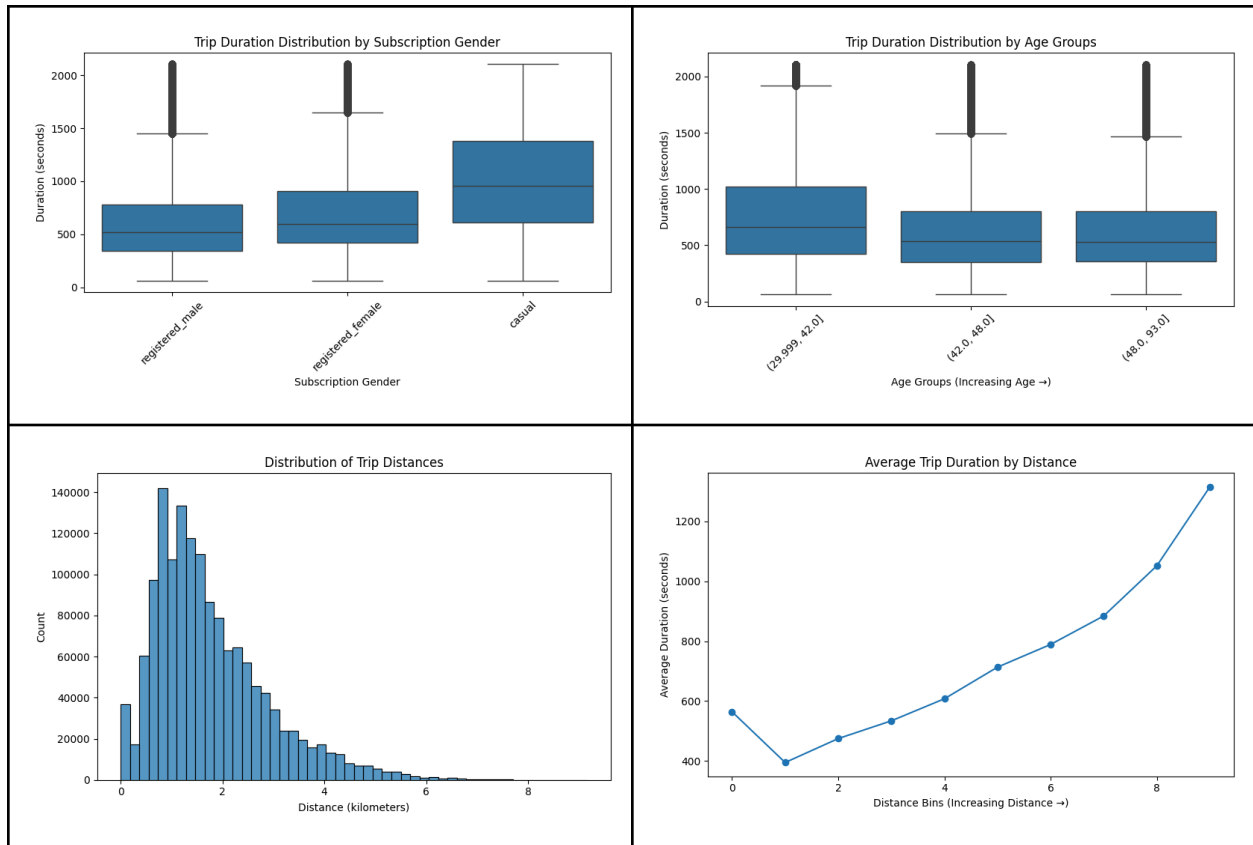 Trip Duration Distribution by Subscription Gender
2000
1500
1000
500
0
Duration (seconds)
registered_male
registered_female
casual
Subscription Gender
Trip Duration Distribution by Age Groups
2000
1500
1000
500
0
Duration (seconds)
(29.999, 42.0]
(42.0, 48.0]
(48.0, 93.0]
Age Groups (Increasing Age →)
Distribution of Trip Distances
140000
120000
100000
80000
60000
40000
20000
0
Count
0 2 4 6 8
Distance (kilometers)
Average Trip Duration by Distance
1200
1000
800
600
400
Average Duration (seconds)
0 2 4 6 8
Distance Bins (Increasing Distance →)